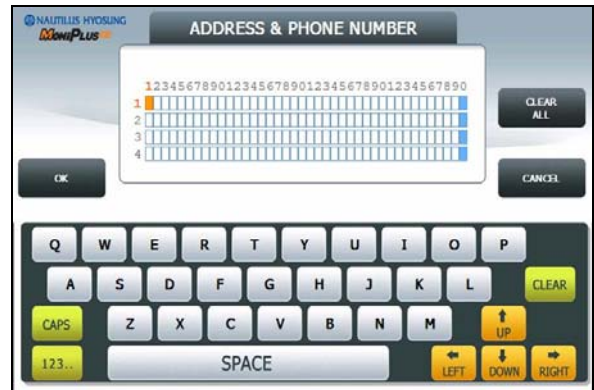 NAUTILUS HYOSUNG
MoniPlus
ADDRESS & PHONE NUMBER
1234567890123456789012345678901234567890
1
2
3
4
CLEAR
ALL
OK
CANCEL
Q W E R T Y U I O P
A S D F G H J K L CLEAR
CAPS Z X C V B N M UP
123.. SPACE LEFT DOWN RIGHT